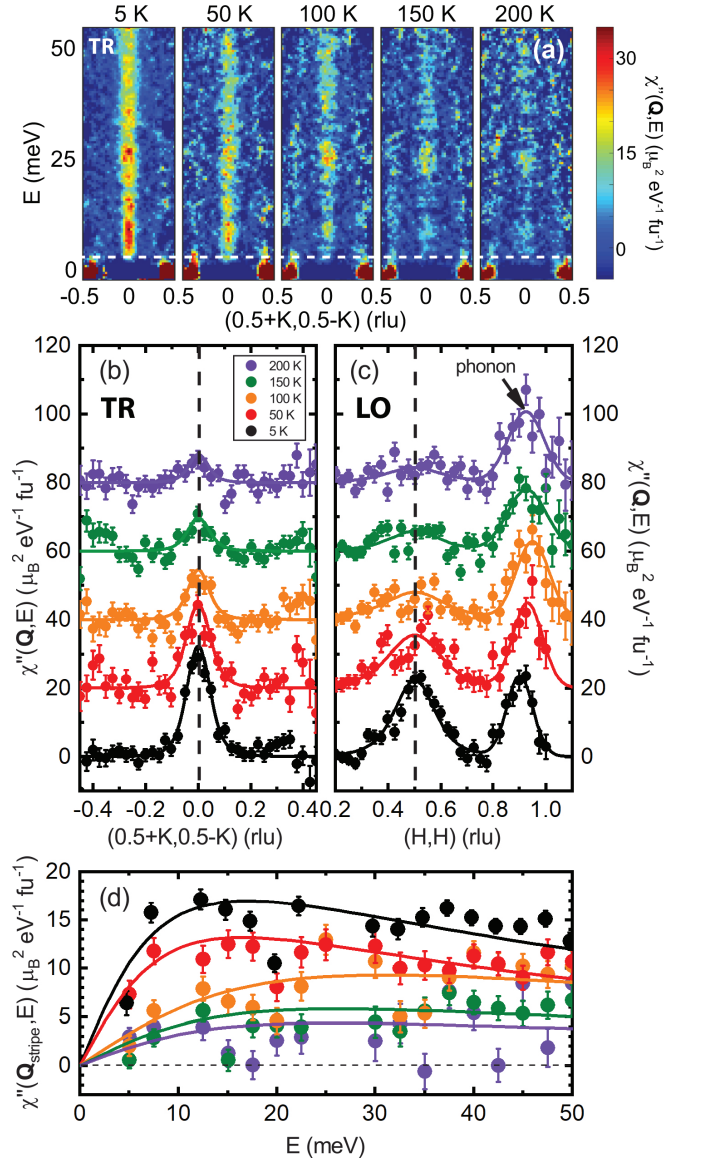 5 K 50 K 100 K 150 K 200 K
TR (a)
50
25
0
E (meV)
-0.5 0 0 0 0 0 0.5
0.5 0.5 0.5 0.5
(0.5+K,0.5-K) (rlu)
30
15
0
χ''(Q,E) (μB² eV⁻¹ fu⁻¹)
(b) TR
200 K
150 K
100 K
50 K
5 K
120
100
80
60
40
20
0
χ''(Q,E) (μB² eV⁻¹ fu⁻¹)
-0.4 -0.2 0.0 0.2 0.4
(0.5+K,0.5-K) (rlu)
(c) LO
phonon
120
100
80
60
40
20
0
χ''(Q,E) (μB² eV⁻¹ fu⁻¹)
0.2 0.4 0.6 0.8 1.0
(H,H) (rlu)
(d)
20
15
10
5
0
χ''(Qstripe,E) (μB² eV⁻¹ fu⁻¹)
0 10 20 30 40 50
E (meV)